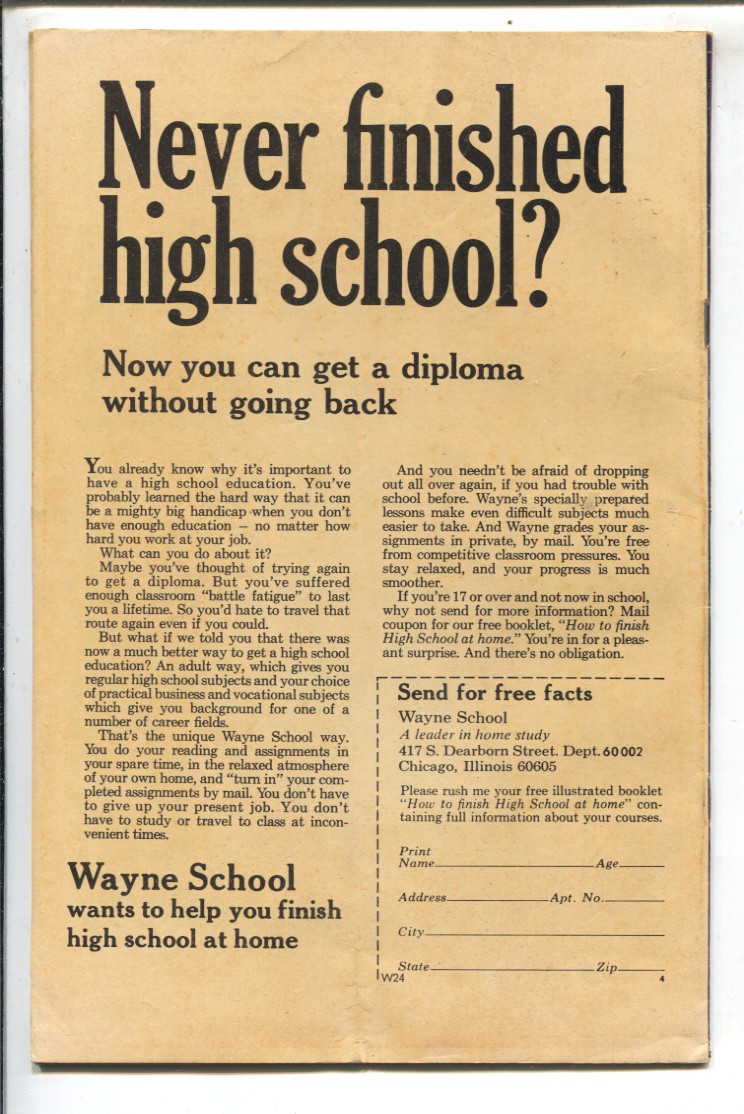 Never finished
high school?
Now you can get a diploma
without going back
You already know why it's important to
have a high school education. You've
probably learned the hard way that it can
be a mighty big handicap when you don't
have enough education — no matter how
hard you work at your job.
What can you do about it?
Maybe you've thought of trying again
to get a diploma. But you've suffered
enough classroom "battle fatigue" to last
you a lifetime. So you'd hate to travel that
route again even if you could.
But what if we told you that there was
now a much better way to get a high school
education? An adult way, which gives you
regular high school subjects and your choice
of practical business and vocational subjects
which give you background for one of a
number of career fields.
That's the unique Wayne School way.
You do your reading and assignments in
your spare time, in the relaxed atmosphere
of your own home, and "turn in" your com-
pleted assignments by mail. You don't have
to give up your present job. You don't
have to study or travel to class at incon-
venient times.
Wayne School
wants to help you finish
high school at home
And you needn't be afraid of dropping
out all over again, if you had trouble with
school before. Wayne's specially prepared
lessons make even difficult subjects much
easier to take. And Wayne grades your as-
signments in private, by mail. You're free
from competitive classroom pressures. You
stay relaxed, and your progress is much
smoother.
If you're 17 or over and not now in school,
why not send for more information? Mail
coupon for our free booklet, "How to finish
High School at home." You're in for a pleas-
ant surprise. And there's no obligation.
Send for free facts
Wayne School
A leader in home study
417 S. Dearborn Street. Dept. 60002
Chicago, Illinois 60605
Please rush me your free illustrated booklet
"How to finish High School at home" con-
taining full information about your courses.
Print
Name Age
Address Apt. No.
City
State Zip
W24 4